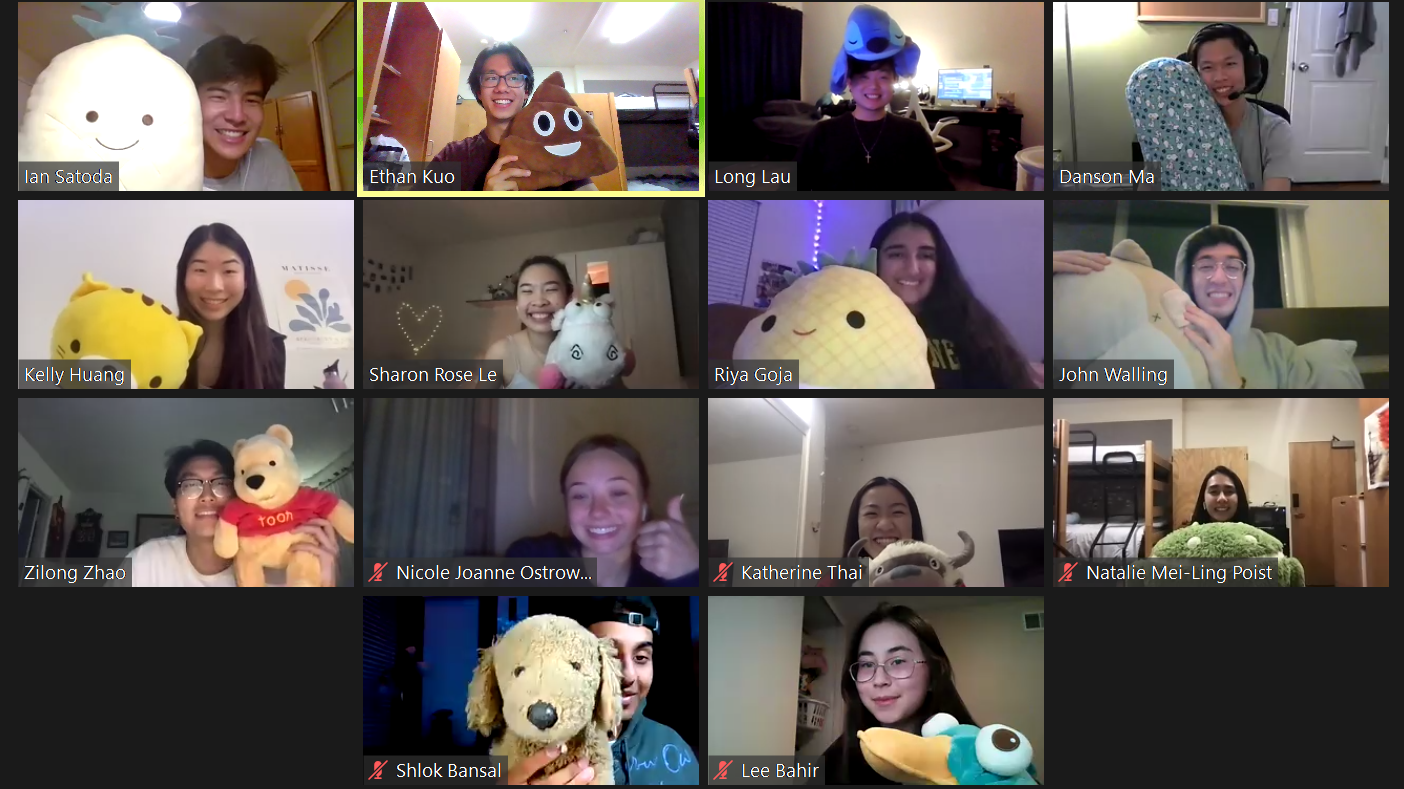 Ian Satoda
Ethan Kuo
Long Lau
Danson Ma
MATISSE
Kelly Huang
Sharon Rose Le
Riya Goja
John Walling
Zilong Zhao
Nicole Joanne Ostrow...
Katherine Thai
Natalie Mei-Ling Poist
Shlok Bansal
Lee Bahir